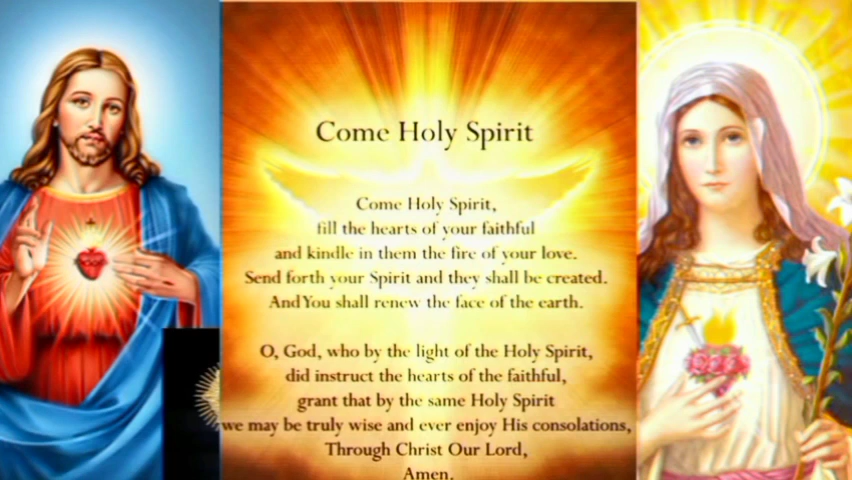 Come Holy Spirit
Come Holy Spirit,
fill the hearts of your faithful
and kindle in them the fire of your love.
Send forth your Spirit and they shall be created.
And You shall renew the face of the earth.
O, God, who by the light of the Holy Spirit,
did instruct the hearts of the faithful,
grant that by the same Holy Spirit
we may be truly wise and ever enjoy His consolations,
Through Christ Our Lord,
Amen.